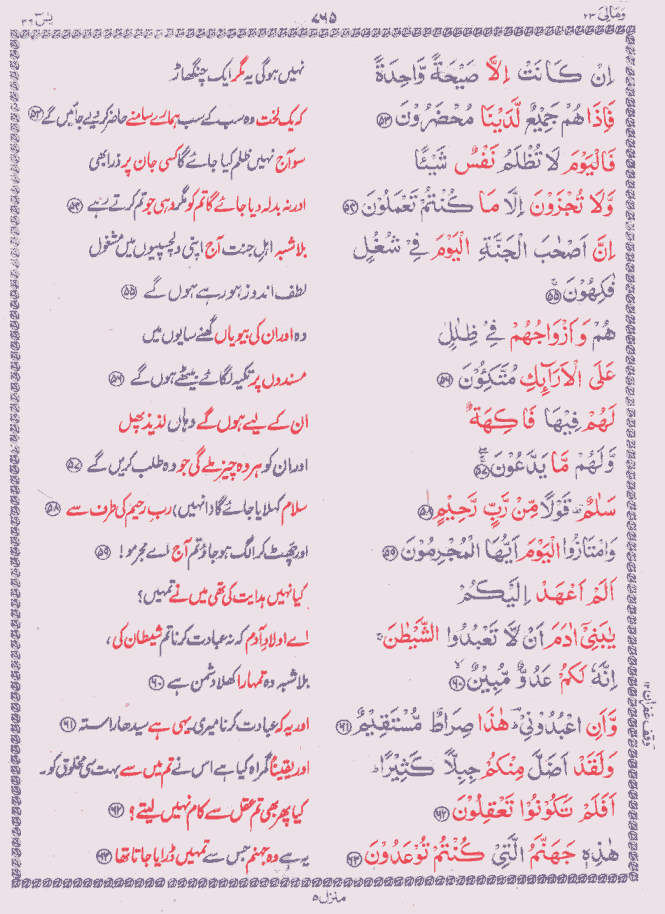 وَمَالِیَ ۲۳
۷۶۵
یٰسٓ ۳۶
اِنْ كَانَتْ اِلَّا صَيْحَةً وَّاحِدَةً
نہیں ہوگی یہ مگر ایک چنگھاڑ
فَاِذَا هُمْ جَمِيْعٌ لَّدَيْنَا مُحْضَرُوْنَ ﴿۵۳﴾
کہ یک لخت وہ سب کے سب ہمارے سامنے حاضر کر دیے جائیں گے ﴿۵۳﴾
فَالْيَوْمَ لَا تُظْلَمُ نَفْسٌ شَيْئًا
سو آج نہیں ظلم کیا جائے گا کسی جان پر ذرا بھی
وَّلَا تُجْزَوْنَ اِلَّا مَا كُنْتُمْ تَعْمَلُوْنَ ﴿۵۴﴾
اور نہ بدلہ دیا جائے گا تم کو مگر وہی جو تم کرتے رہے ﴿۵۴﴾
اِنَّ اَصْحٰبَ الْجَنَّةِ الْيَوْمَ فِيْ شُغُلٍ
بلاشبہ اہلِ جنت آج اپنی دلچسپیوں میں مشغول
فٰكِهُوْنَ ﴿۵۵﴾
لطف اندوز ہو رہے ہوں گے ﴿۵۵﴾
هُمْ وَاَزْوَاجُهُمْ فِيْ ظِلٰلٍ
وہ اور ان کی بیویاں گھنے سایوں میں
عَلَى الْاَرَآىِٕكِ مُتَّكِـُٔوْنَ ﴿۵۶﴾
مسندوں پر تکیہ لگائے بیٹھے ہوں گے ﴿۵۶﴾
لَهُمْ فِيْهَا فَاكِهَةٌ
ان کے لیے ہوں گے وہاں لذیذ پھل
وَّلَهُمْ مَّا يَدَّعُوْنَ ﴿۵۷﴾
اور ان کو ہر وہ چیز ملے گی جو وہ طلب کریں گے ﴿۵۷﴾
سَلٰمٌ ۣ قَوْلًا مِّنْ رَّبٍّ رَّحِيْمٍ ﴿۵۸﴾
سلام کہلایا جائے گا (انہیں) ربِ رحیم کی طرف سے ﴿۵۸﴾
وَامْتَازُوا الْيَوْمَ اَيُّهَا الْمُجْرِمُوْنَ ﴿۵۹﴾
اور چھٹ کر الگ ہو جاؤ تم آج اے مجرمو! ﴿۵۹﴾
اَلَمْ اَعْهَدْ اِلَيْكُمْ
کیا نہیں ہدایت کی تھی میں نے تمہیں؟
يٰبَنِيْٓ اٰدَمَ اَنْ لَّا تَعْبُدُوا الشَّيْطٰنَ ۚ
اے اولادِ آدم کہ نہ عبادت کرنا تم شیطان کی،
اِنَّهٗ لَكُمْ عَدُوٌّ مُّبِيْنٌ ﴿۶۰﴾
بلاشبہ وہ تمہارا کھلا دشمن ہے ﴿۶۰﴾
وَّاَنِ اعْبُدُوْنِيْ ؔ هٰذَا صِرَاطٌ مُّسْتَقِيْمٌ ﴿۶۱﴾
اور یہ کہ عبادت کرنا میری یہی ہے سیدھا راستہ ﴿۶۱﴾
وَلَقَدْ اَضَلَّ مِنْكُمْ جِبِلًّا كَثِيْرًا ؕ
اور یقیناً گمراہ کیا ہے اس نے تم میں سے بہت سی مخلوق کو۔
اَفَلَمْ تَكُوْنُوْا تَعْقِلُوْنَ ﴿۶۲﴾
کیا پھر بھی تم عقل سے کام نہیں لیتے؟ ﴿۶۲﴾
هٰذِهٖ جَهَنَّمُ الَّتِيْ كُنْتُمْ تُوْعَدُوْنَ ﴿۶۳﴾
یہ ہے وہ جہنم جس سے تمہیں ڈرایا جاتا تھا ﴿۶۳﴾
وقف غفران ۱۲
منزل ۵